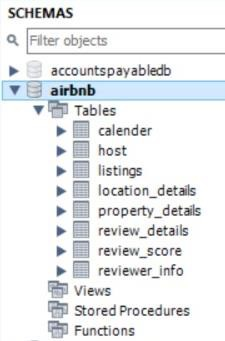 SCHEMAS
Filter objects
accountspayabledb
airbnb
Tables
calender
host
listings
location_details
property_details
review_details
review_score
reviewer_info
Views
Stored Procedures
Functions